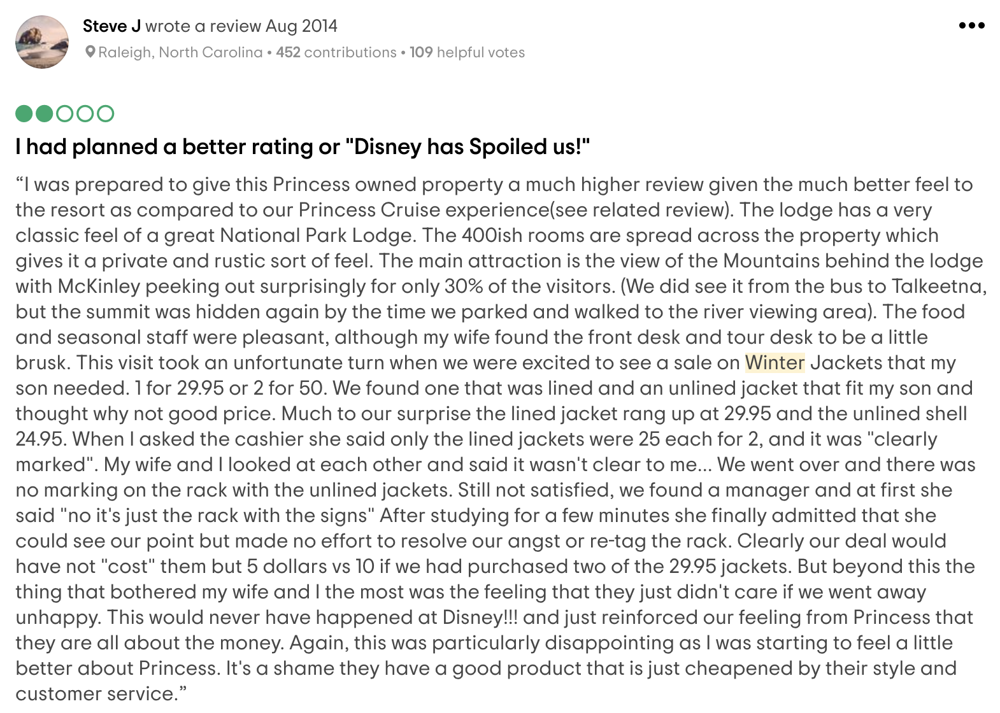 Steve J wrote a review Aug 2014
Raleigh, North Carolina • 452 contributions • 109 helpful votes
I had planned a better rating or "Disney has Spoiled us!"
“I was prepared to give this Princess owned property a much higher review given the much better feel to
the resort as compared to our Princess Cruise experience(see related review). The lodge has a very
classic feel of a great National Park Lodge. The 400ish rooms are spread across the property which
gives it a private and rustic sort of feel. The main attraction is the view of the Mountains behind the lodge
with McKinley peeking out surprisingly for only 30% of the visitors. (We did see it from the bus to Talkeetna,
but the summit was hidden again by the time we parked and walked to the river viewing area). The food
and seasonal staff were pleasant, although my wife found the front desk and tour desk to be a little
brusk. This visit took an unfortunate turn when we were excited to see a sale on Winter Jackets that my
son needed. 1 for 29.95 or 2 for 50. We found one that was lined and an unlined jacket that fit my son and
thought why not good price. Much to our surprise the lined jacket rang up at 29.95 and the unlined shell
24.95. When I asked the cashier she said only the lined jackets were 25 each for 2, and it was "clearly
marked". My wife and I looked at each other and said it wasn't clear to me... We went over and there was
no marking on the rack with the unlined jackets. Still not satisfied, we found a manager and at first she
said "no it's just the rack with the signs" After studying for a few minutes she finally admitted that she
could see our point but made no effort to resolve our angst or re-tag the rack. Clearly our deal would
have not "cost" them but 5 dollars vs 10 if we had purchased two of the 29.95 jackets. But beyond this the
thing that bothered my wife and I the most was the feeling that they just didn't care if we went away
unhappy. This would never have happened at Disney!!! and just reinforced our feeling from Princess that
they are all about the money. Again, this was particularly disappointing as I was starting to feel a little
better about Princess. It's a shame they have a good product that is just cheapened by their style and
customer service.”